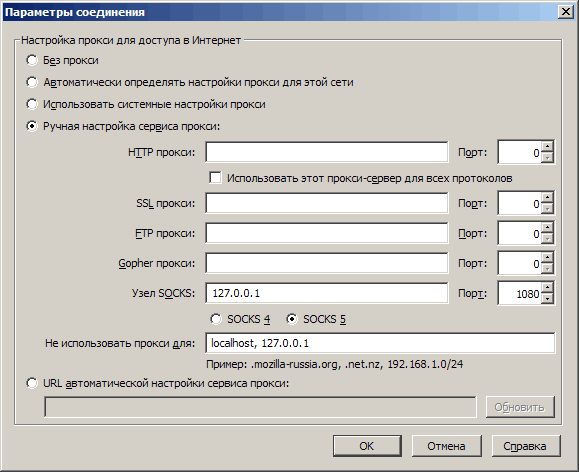 Параметры соединения
Настройка прокси для доступа в Интернет
Без прокси
Автоматически определять настройки прокси для этой сети
Использовать системные настройки прокси
Ручная настройка сервиса прокси:
HTTP прокси: Порт: 0
Использовать этот прокси-сервер для всех протоколов
SSL прокси: Порт: 0
FTP прокси: Порт: 0
Gopher прокси: Порт: 0
Узел SOCKS: 127.0.0.1 Порт: 1080
SOCKS 4 SOCKS 5
Не использовать прокси для: localhost, 127.0.0.1
Пример: .mozilla-russia.org, .net.nz, 192.168.1.0/24
URL автоматической настройки сервиса прокси:
Обновить
OK Отмена Справка